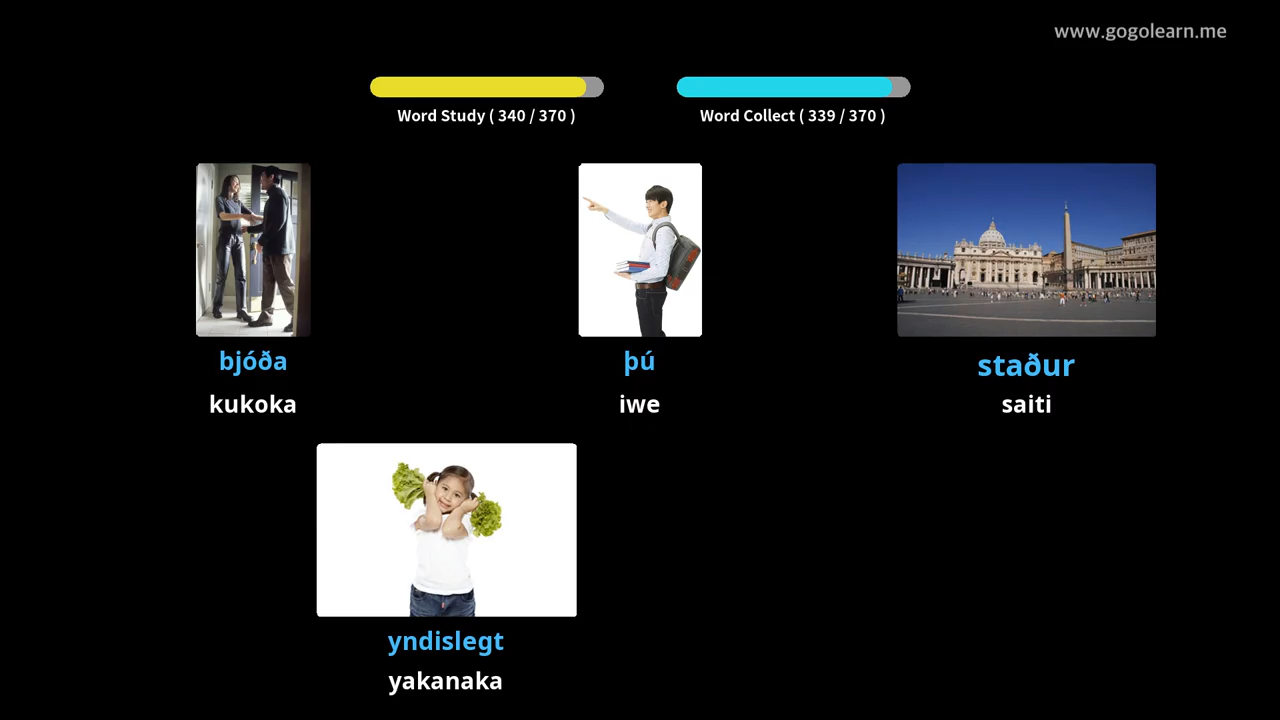 www.gogolearn.me
Word Study ( 340 / 370 )
Word Collect ( 339 / 370 )
bjóða
kukoka
þú
iwe
staður
saiti
yndislegt
yakanaka